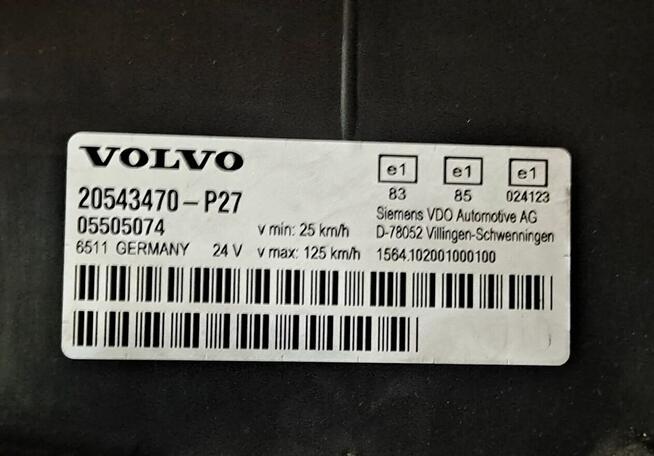 VOLVO
e1 e1 e1
83 85 024123
20543470-P27
05505074
v min: 25 km/h
Siemens VDO Automotive AG
D-78052 Villingen-Schwenningen
6511 GERMANY 24 V v max: 125 km/h 1564.102001000100